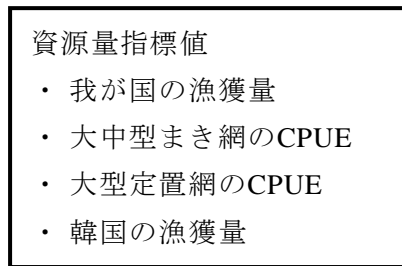 資源量指標値
・ 我が国の漁獲量
・ 大中型まき網のCPUE
・ 大型定置網のCPUE
・ 韓国の漁獲量